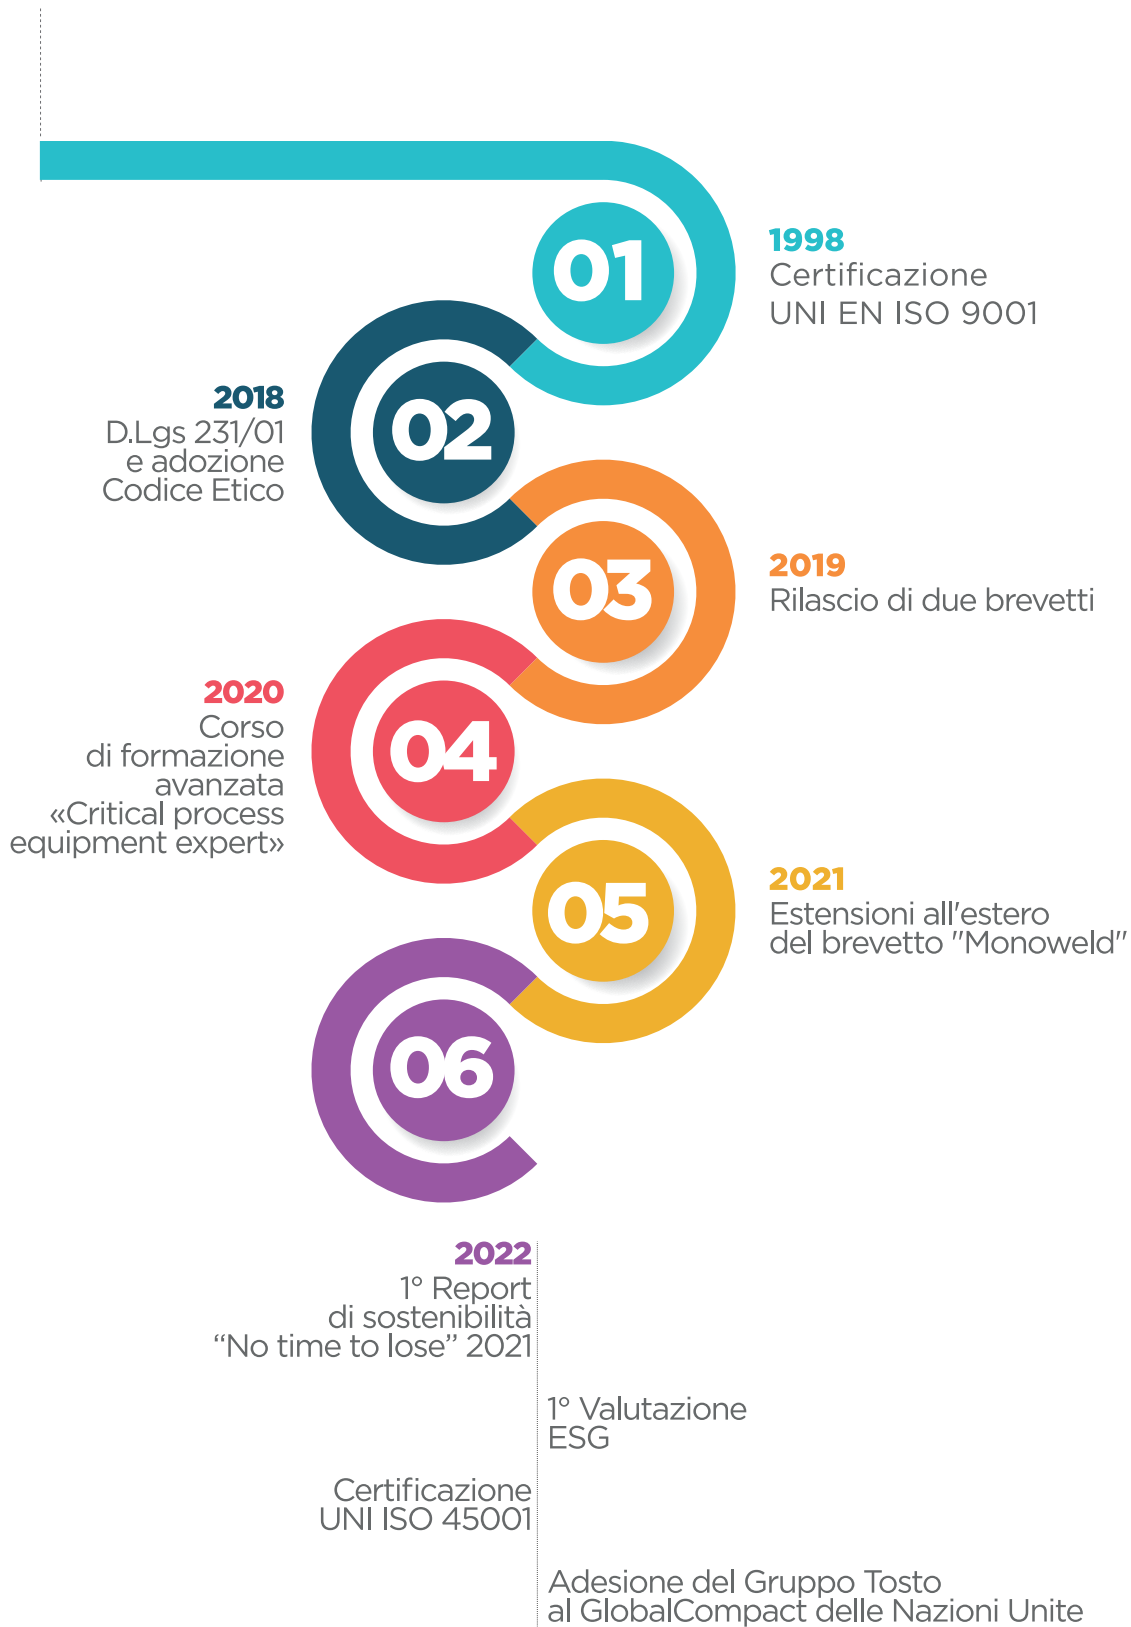 01
1998
Certificazione
UNI EN ISO 9001
02
2018
D.Lgs 231/01
e adozione
Codice Etico
03
2019
Rilascio di due brevetti
04
2020
Corso
di formazione
avanzata
«Critical process
equipment expert»
05
2021
Estensioni all'estero
del brevetto "Monoweld"
06
2022
1° Report
di sostenibilità
“No time to lose” 2021
1° Valutazione
ESG
Certificazione
UNI ISO 45001
Adesione del Gruppo Tosto
al GlobalCompact delle Nazioni Unite